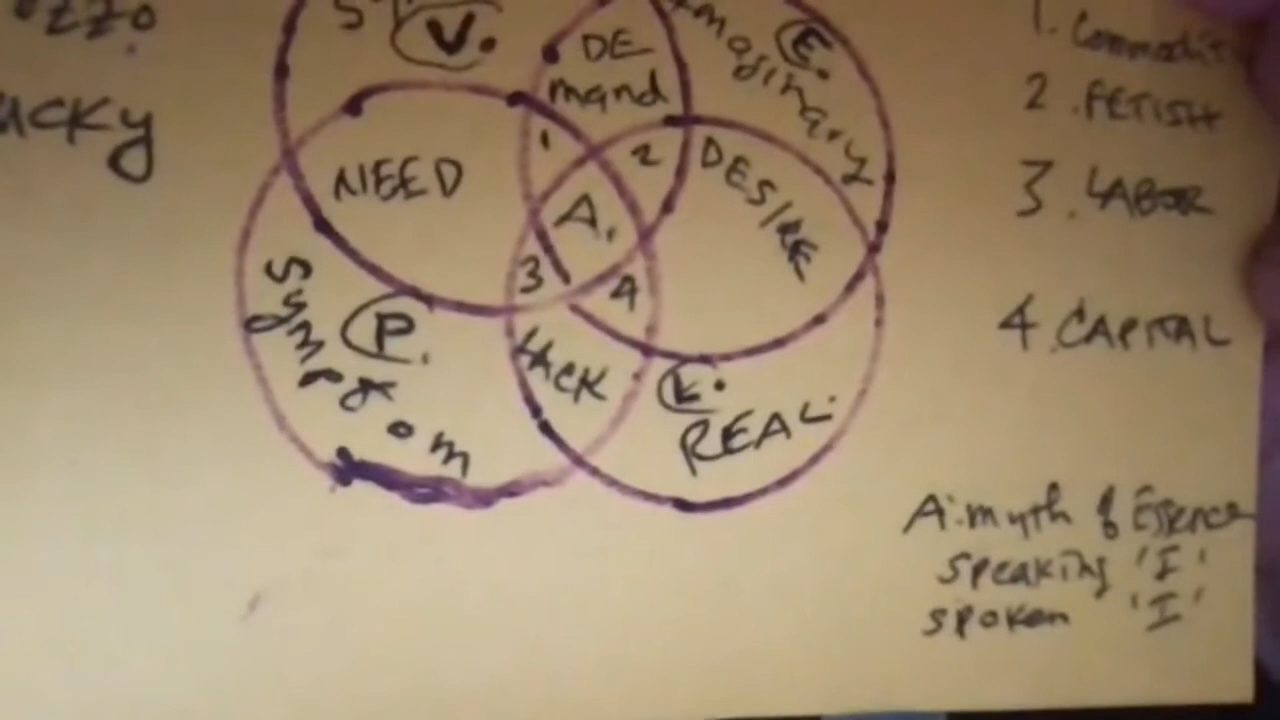 V.
DE
mand
E.
Imaginary
NEED
1
2
DESIRE
A.
3
4
Symptom
P.
LACK
E.
REAL.
ucky
2. FETISH
3. LABOR
4. CAPITAL
A: myth of Essence
speaking 'I'
spoken 'I'